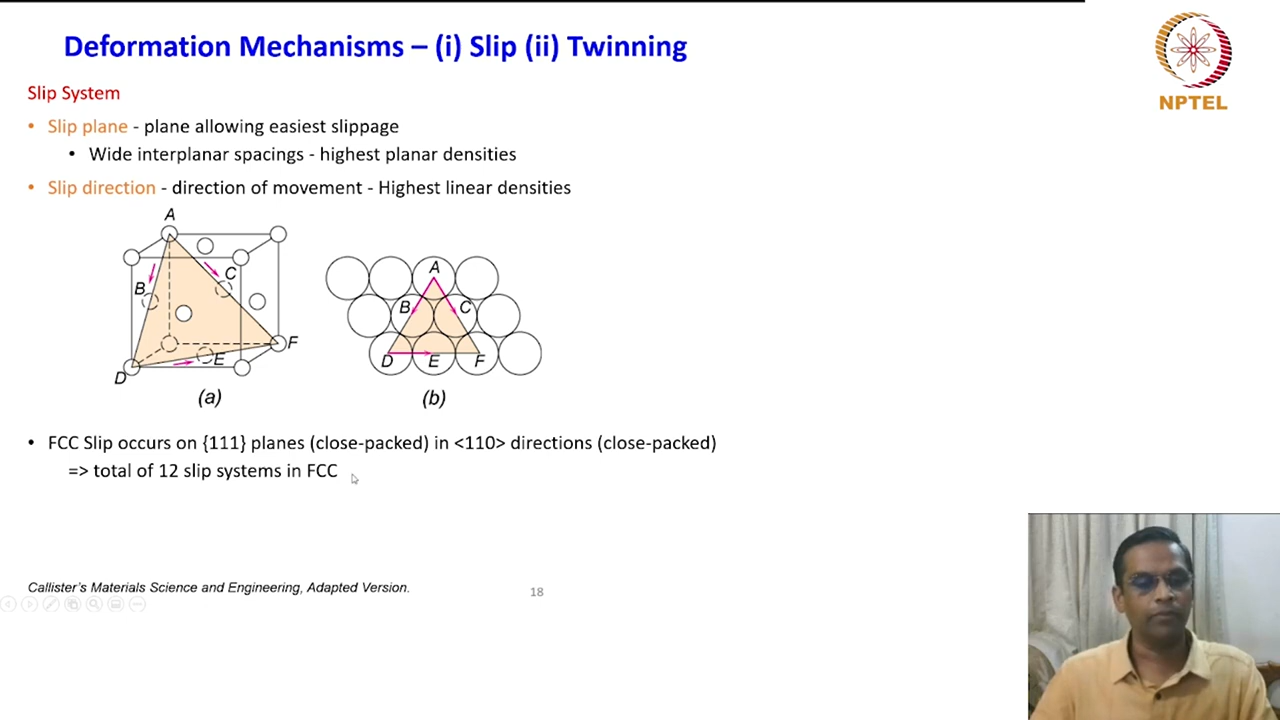 Deformation Mechanisms – (i) Slip (ii) Twinning
NPTEL
Slip System
• Slip plane - plane allowing easiest slippage
• Wide interplanar spacings - highest planar densities
• Slip direction - direction of movement - Highest linear densities
A
B
C
D
E
F
(a)
A
B
C
D
E
F
(b)
• FCC Slip occurs on {111} planes (close-packed) in <110> directions (close-packed)
=> total of 12 slip systems in FCC
Callister's Materials Science and Engineering, Adapted Version.
18